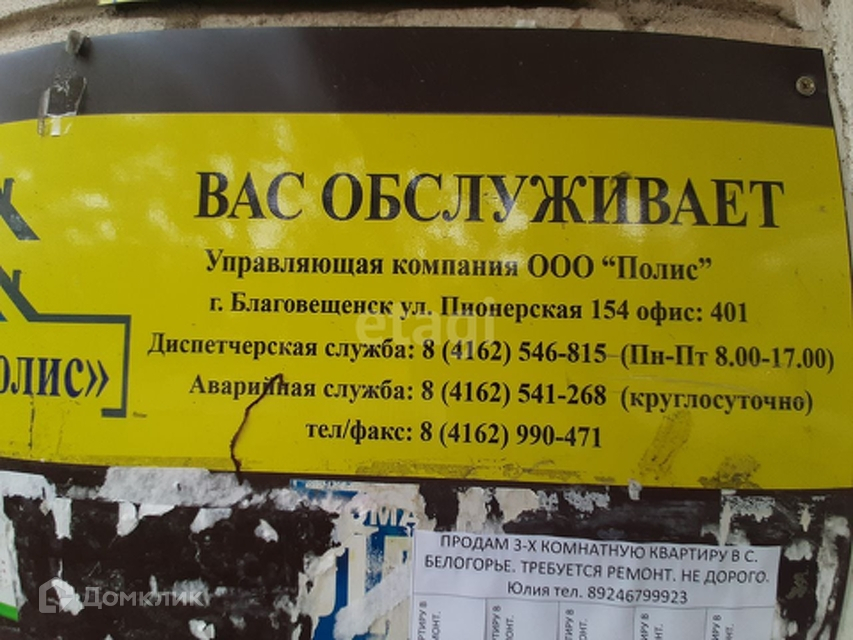 ВАС ОБСЛУЖИВАЕТ
Управляющая компания ООО “Полис”
г. Благовещенск ул. Пионерская 154 офис: 401
Диспетчерская служба: 8 (4162) 546-815 (Пн-Пт 8.00-17.00)
Аварийная служба: 8 (4162) 541-268 (круглосуточно)
тел/факс: 8 (4162) 990-471
олис»
etagi
ПРОДАМ 3-Х КОМНАТНУЮ КВАРТИРУ В С.
БЕЛОГОРЬЕ. ТРЕБУЕТСЯ РЕМОНТ. НЕ ДОРОГО.
Юлия тел. 89246799923
Домклик